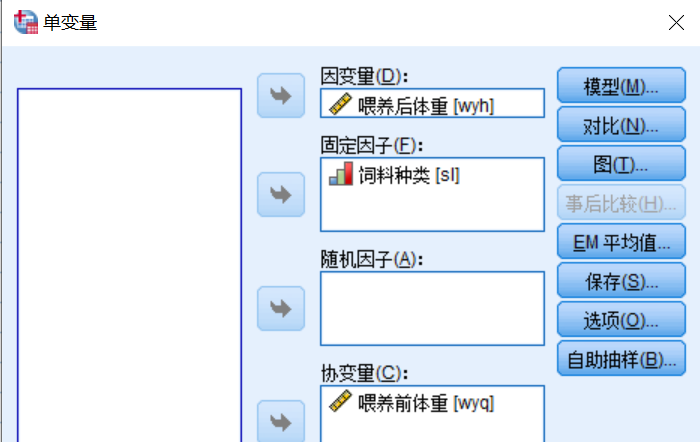 单变量
因变量(D):
喂养后体重 [wyh]
固定因子(F):
饲料种类 [sl]
随机因子(A):
协变量(C):
喂养前体重 [wyq]
模型(M)...
对比(N)...
图(T)...
事后比较(H)...
EM 平均值...
保存(S)...
选项(O)...
自助抽样(B)...